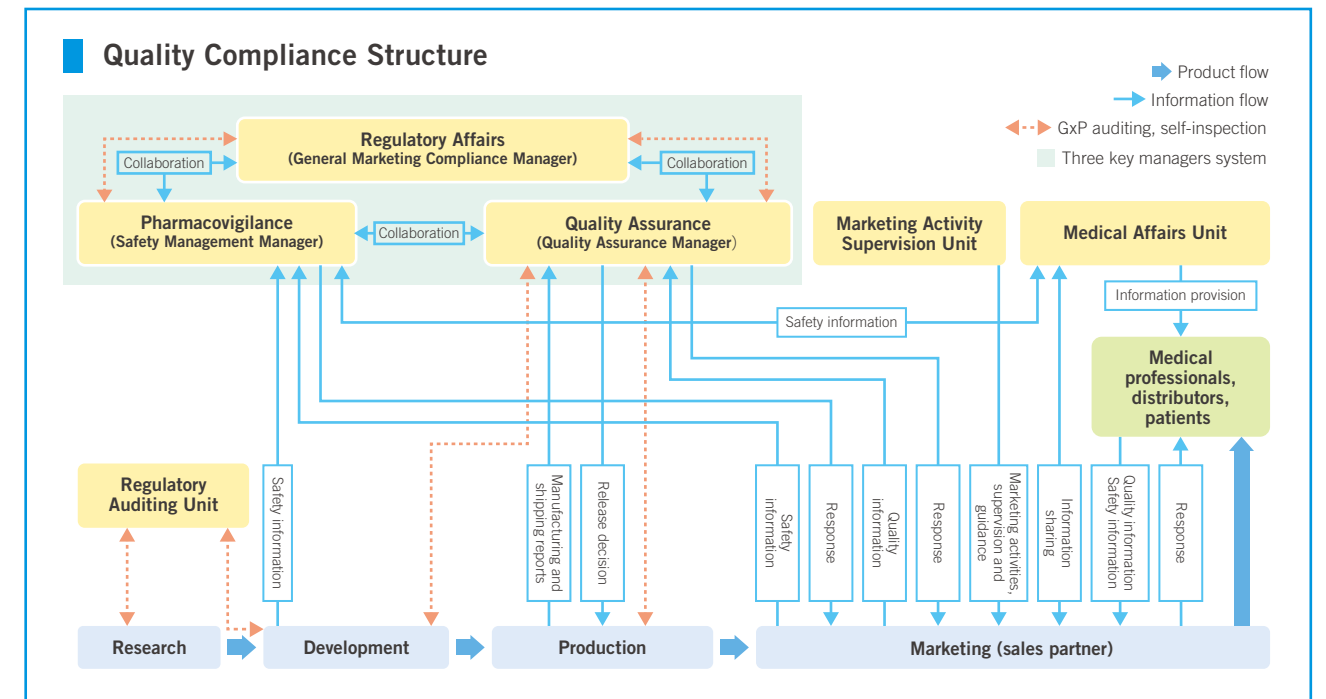 Quality Compliance Structure
Product flow
Information flow
GxP auditing, self-inspection
Three key managers system
Regulatory Affairs
(General Marketing Compliance Manager)
Collaboration
Collaboration
Pharmacovigilance
(Safety Management Manager)
Collaboration
Quality Assurance
(Quality Assurance Manager)
Marketing Activity
Supervision Unit
Medical Affairs Unit
Information provision
Safety information
Medical
professionals,
distributors,
patients
Regulatory
Auditing Unit
Safety information
Manufacturing and
shipping reports
Release decision
Safety
information
Response
Quality
information
Response
Marketing activities,
supervision and
guidance
Information
sharing
Quality information
Safety information
Response
Research
Development
Production
Marketing (sales partner)